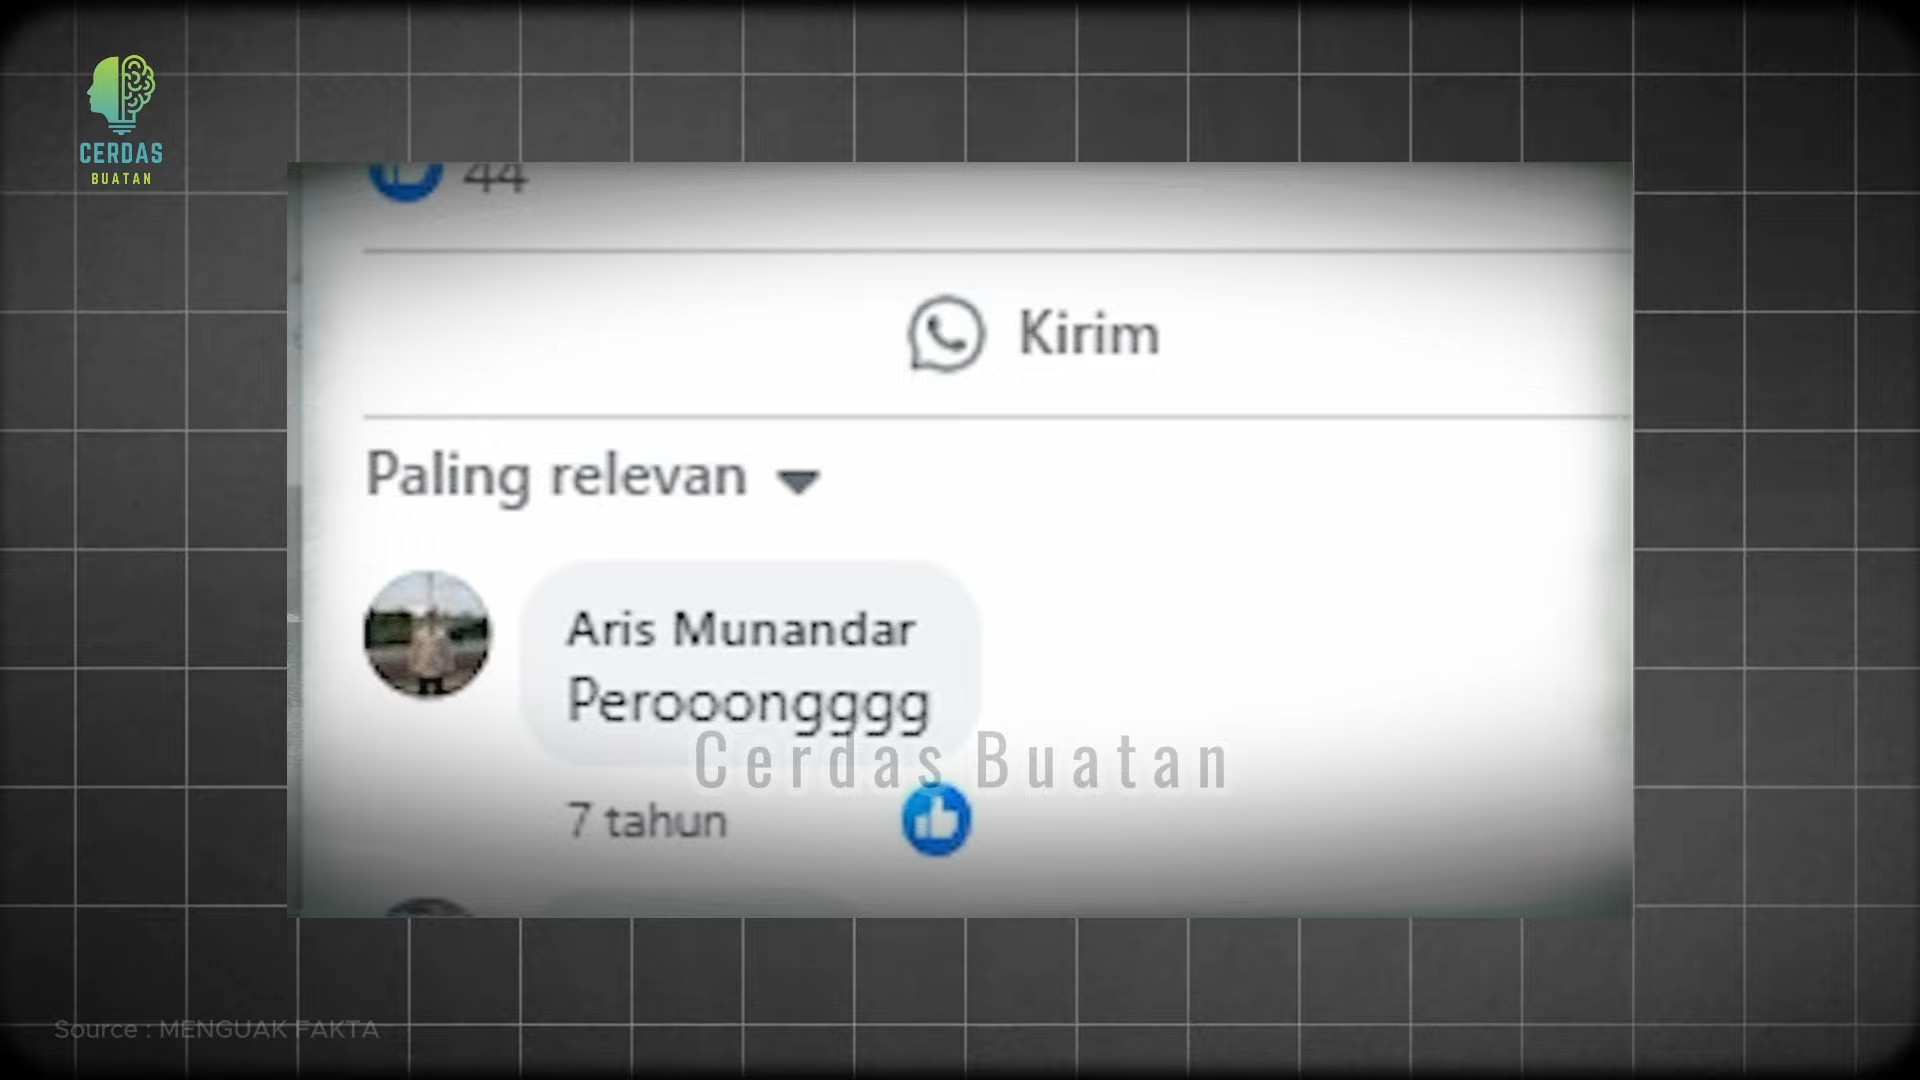 CERDAS
BUATAN
44
Kirim
Paling relevan
Aris Munandar
Perooongggg
Cerdas Buatan
7 tahun
Source : MENGUAK FAKTA